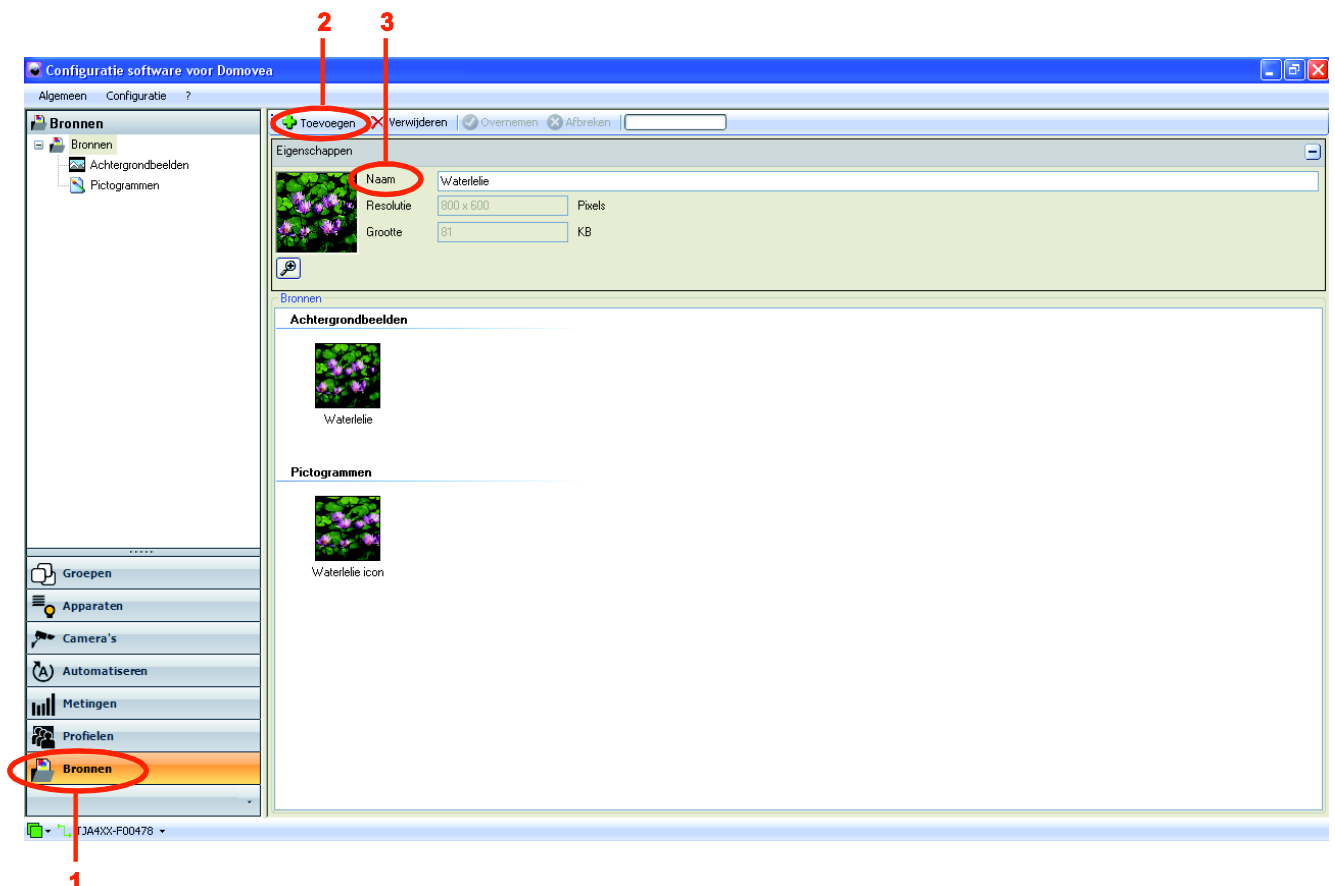 2 3
Configuratie software voor Domovea
Algemeen Configuratie ?
Bronnen
Bronnen
Achtergrondbeelden
Pictogrammen
Toevoegen Verwijderen Overnemen Afbreken
Eigenschappen
Naam Waterlelie
Resolutie 800 x 600 Pixels
Grootte 81 KB
Bronnen
Achtergrondbeelden
Waterlelie
Pictogrammen
Waterlelie icon
Groepen
Apparaten
Camera's
Automatiseren
Metingen
Profielen
Bronnen
TJA4XX-F00478
1